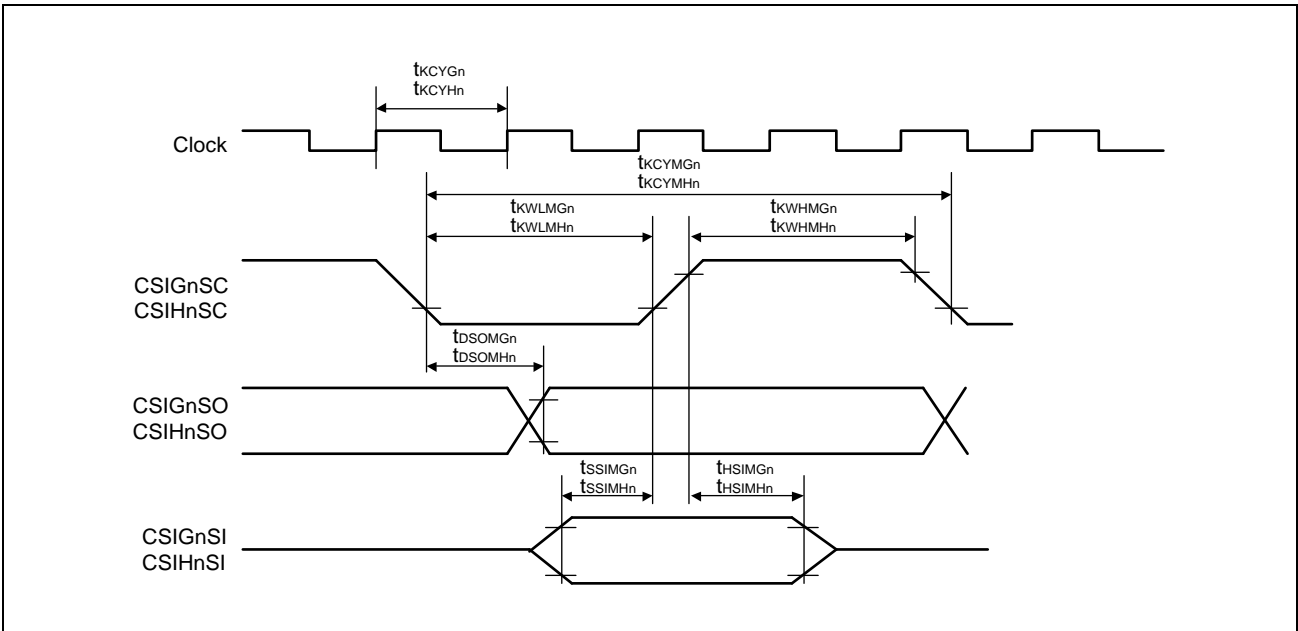 tKCYGn
tKCYHn
Clock
tKCYMGn
tKCYMHn
tKWLMGn
tKWLMHn
tKWHMGn
tKWHMHn
CSIGnSC
CSIHnSC
tDSOMGn
tDSOMHn
CSIGnSO
CSIHnSO
tSSIMGn
tSSIMHn
tHSIMGn
tHSIMHn
CSIGnSI
CSIHnSI